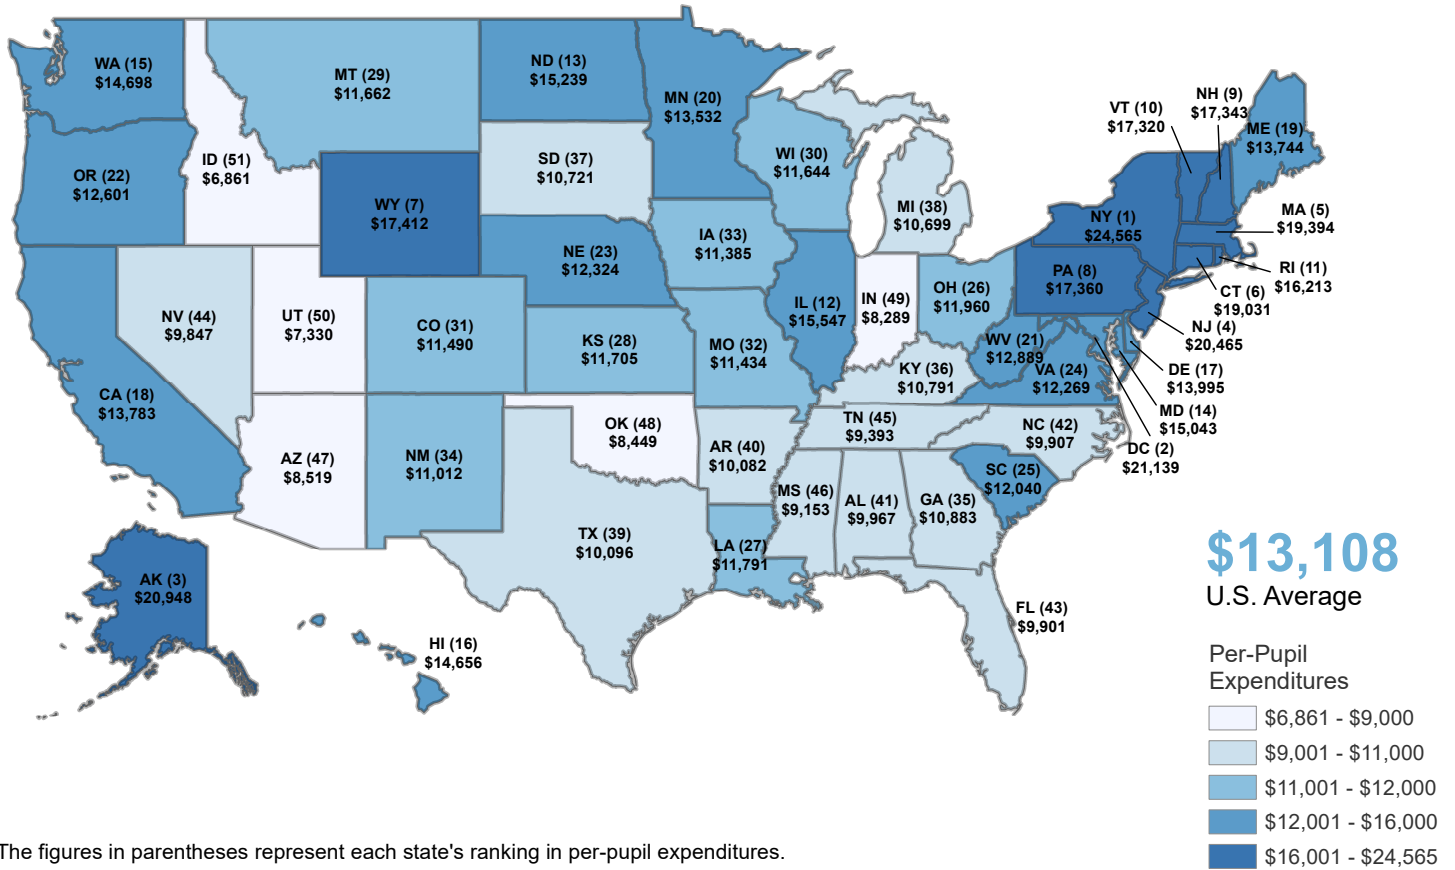 WA (15)
$14,698
MT (29)
$11,662
ND (13)
$15,239
MN (20)
$13,532
NH (9)
$17,343
VT (10)
$17,320
ME (19)
$13,744
ID (51)
$6,861
OR (22)
$12,601
SD (37)
$10,721
WI (30)
$11,644
WY (7)
$17,412
MI (38)
$10,699
NY (1)
$24,565
MA (5)
$19,394
IA (33)
$11,385
NE (23)
$12,324
PA (8)
$17,360
RI (11)
$16,213
CT (6)
$19,031
NV (44)
$9,847
UT (50)
$7,330
CO (31)
$11,490
KS (28)
$11,705
MO (32)
$11,434
IL (12)
$15,547
IN (49)
$8,289
OH (26)
$11,960
NJ (4)
$20,465
WV (21)
$12,889
VA (24)
$12,269
KY (36)
$10,791
DE (17)
$13,995
CA (18)
$13,783
MD (14)
$15,043
DC (2)
$21,139
TN (45)
$9,393
NC (42)
$9,907
AZ (47)
$8,519
NM (34)
$11,012
OK (48)
$8,449
AR (40)
$10,082
SC (25)
$12,040
MS (46)
$9,153
AL (41)
$9,967
GA (35)
$10,883
TX (39)
$10,096
LA (27)
$11,791
FL (43)
$9,901
AK (3)
$20,948
HI (16)
$14,656
$13,108
U.S. Average
Per-Pupil
Expenditures
$6,861 - $9,000
$9,001 - $11,000
$11,001 - $12,000
$12,001 - $16,000
$16,001 - $24,565
The figures in parentheses represent each state's ranking in per-pupil expenditures.